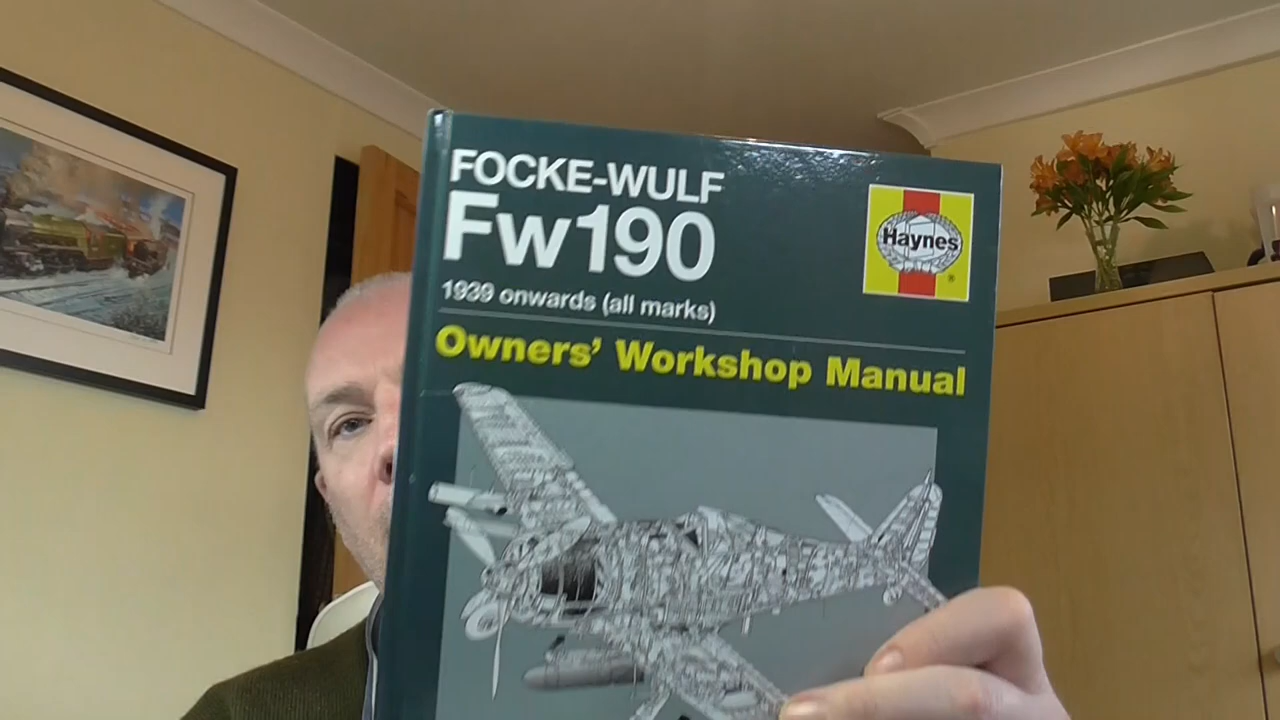 FOCKE-WULF
Fw190
1939 onwards (all marks)
Haynes
®
Owners' Workshop Manual